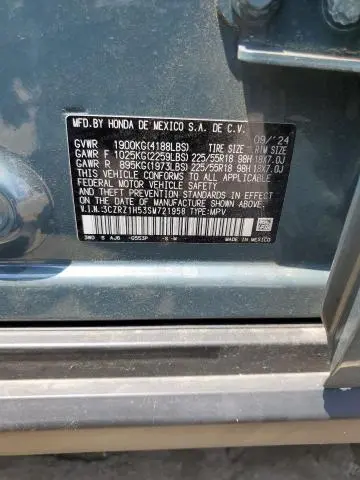 MFD.BY HONDA DE MEXICO S.A. DE C.V.
09/'24
GVWR 1900KG(4188LBS) TIRE SIZE RIM SIZE
GAWR F 1025KG(2259LBS) 225/55R18 98H 18X7.0J
GAWR R 895KG(1973LBS) 225/55R18 98H 18X7.0J
THIS VEHICLE CONFORMS TO ALL APPLICABLE
FEDERAL MOTOR VEHICLE SAFETY AND
THEFT PREVENTION STANDARDS IN EFFECT ON
THE DATE OF MANUFACTURE SHOWN ABOVE.
V.I.N.:3CZRZ1H53SM721958 TYPE:MPV
3W0 S AJ6 -G553P -S -M
MADE IN MEXICO